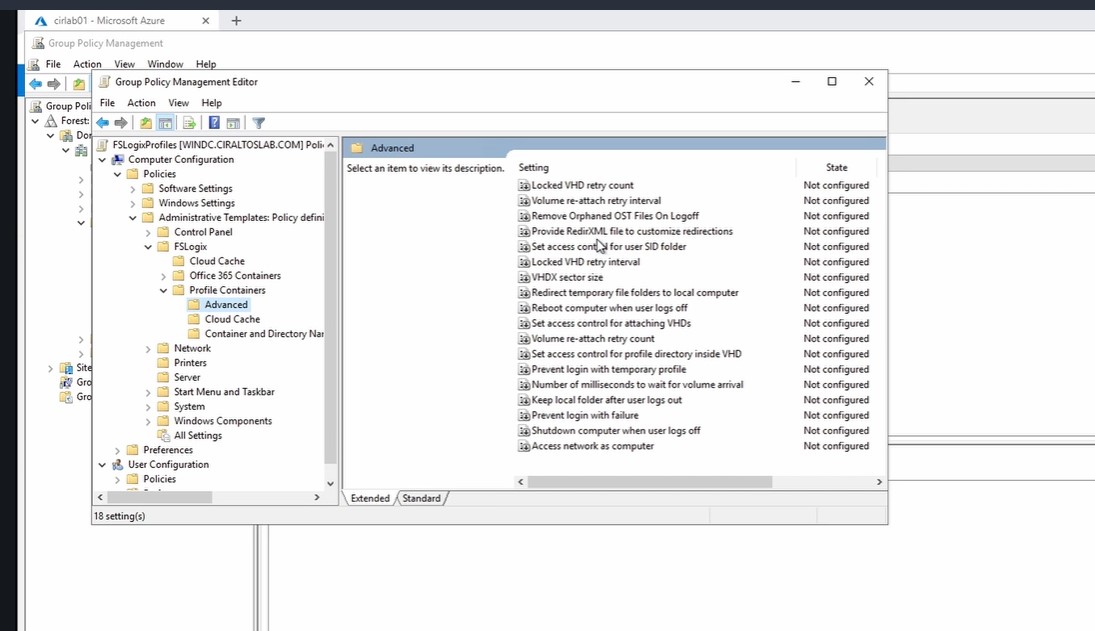 cirlab01 - Microsoft Azure
Group Policy Management
File Action View Window Help
Group Policy Management Editor
File Action View Help
Group Poli
Forest:
Dor
Site
Gro
Gro
FSLogixProfiles [WINDC.CIRALTOSLAB.COM] Poli
Computer Configuration
Policies
Software Settings
Windows Settings
Administrative Templates: Policy defini
Control Panel
FSLogix
Cloud Cache
Office 365 Containers
Profile Containers
Advanced
Cloud Cache
Container and Directory Nar
Network
Printers
Server
Start Menu and Taskbar
System
Windows Components
All Settings
Preferences
User Configuration
Policies
Advanced
Select an item to view its description.
Setting State
Locked VHD retry count Not configured
Volume re-attach retry interval Not configured
Remove Orphaned OST Files On Logoff Not configured
Provide RedirXML file to customize redirections Not configured
Set access control for user SID folder Not configured
Locked VHD retry interval Not configured
VHDX sector size Not configured
Redirect temporary file folders to local computer Not configured
Reboot computer when user logs off Not configured
Set access control for attaching VHDs Not configured
Volume re-attach retry count Not configured
Set access control for profile directory inside VHD Not configured
Prevent login with temporary profile Not configured
Number of milliseconds to wait for volume arrival Not configured
Keep local folder after user logs out Not configured
Prevent login with failure Not configured
Shutdown computer when user logs off Not configured
Access network as computer Not configured
Extended Standard
18 setting(s)